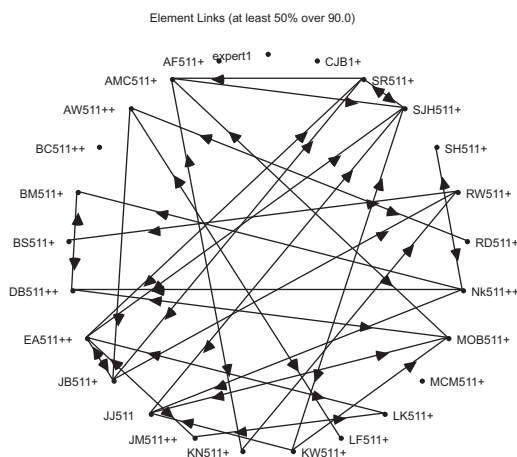 Element Links (at least 50% over 90.0)
expert1
AF511+
CJB1+
AMC511+
SR511+
AW511++
SJH511+
BC511++
SH511+
BM511+
RW511+
BS511+
RD511+
DB511++
Nk511++
EA511++
MOB511+
JB511+
MCM511+
JJ511
LK511+
JM511++
LF511+
KN511+
KW511+